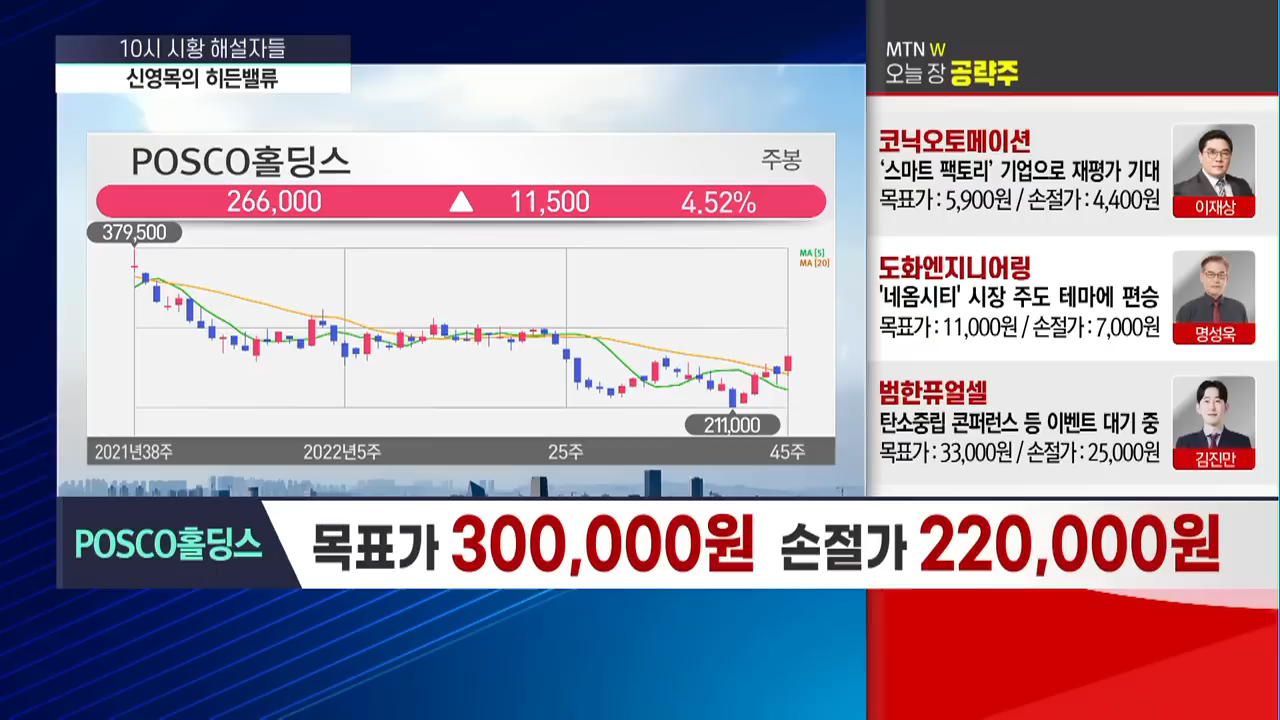 10시 시황 해설자들
신영목의 히든밸류
POSCO홀딩스
주봉
266,000 ▲ 11,500 4.52%
379,500
MA [5]
MA [20]
211,000
2021년38주 2022년5주 25주 45주
POSCO홀딩스 목표가 300,000원 손절가 220,000원
MTN W
오늘 장 공략주
코닉오토메이션
‘스마트 팩토리’ 기업으로 재평가 기대
목표가 : 5,900원 / 손절가 : 4,400원
이재상
도화엔지니어링
'네옴시티' 시장 주도 테마에 편승
목표가 : 11,000원 / 손절가 : 7,000원
명성욱
범한퓨얼셀
탄소중립 콘퍼런스 등 이벤트 대기 중
목표가 : 33,000원 / 손절가 : 25,000원
김진만